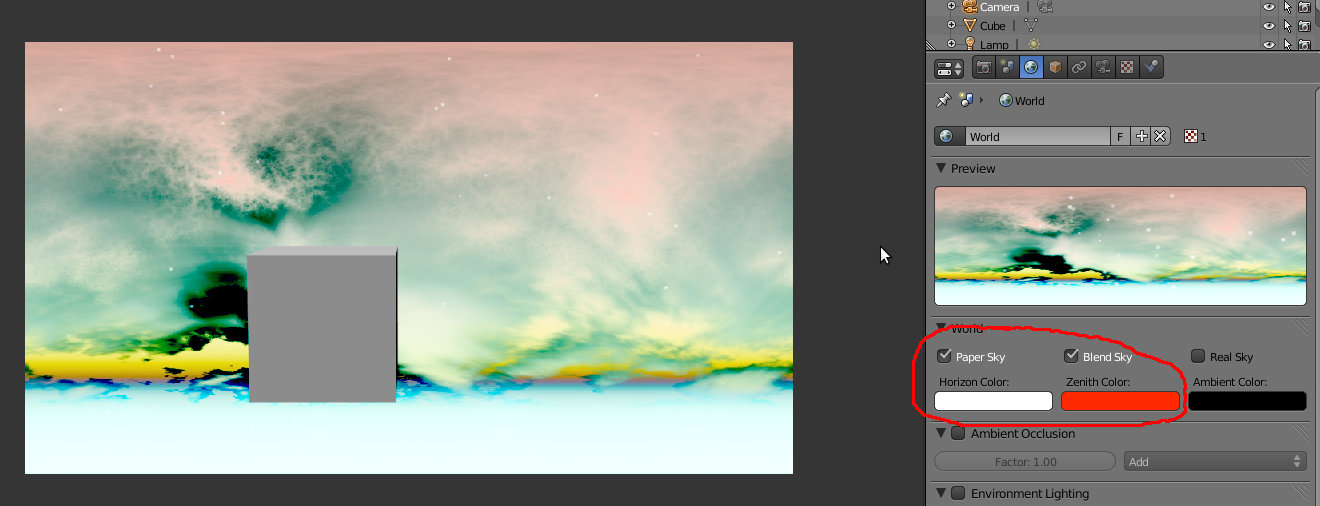 Camera |
Cube |
Lamp |
World
World F 1
Preview
World
Paper Sky Blend Sky Real Sky
Horizon Color: Zenith Color: Ambient Color:
Ambient Occlusion
Factor: 1.00 Add
Environment Lighting